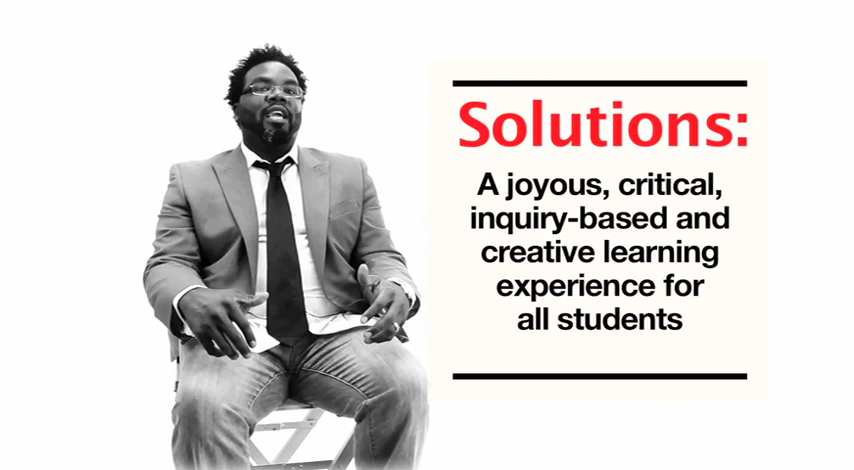 Solutions:
A joyous, critical,
inquiry-based and
creative learning
experience for
all students